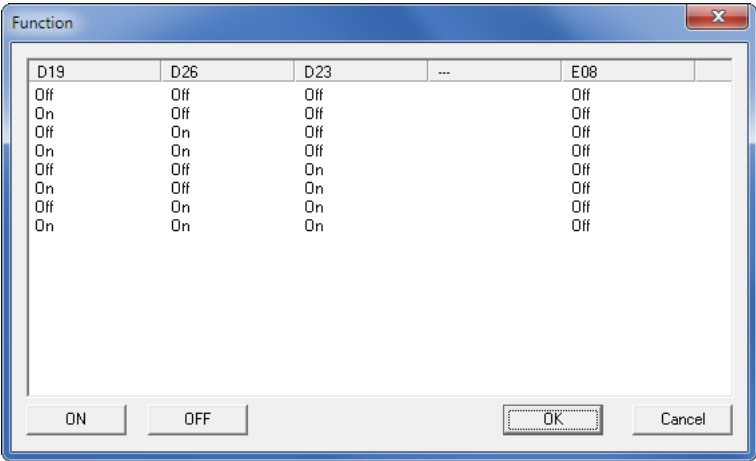 Function
D19 D26 D23 --- E08
Off Off Off Off
On Off Off Off
Off On Off Off
On On Off Off
Off Off On Off
On Off On Off
Off On On Off
On On On Off
ON OFF OK Cancel